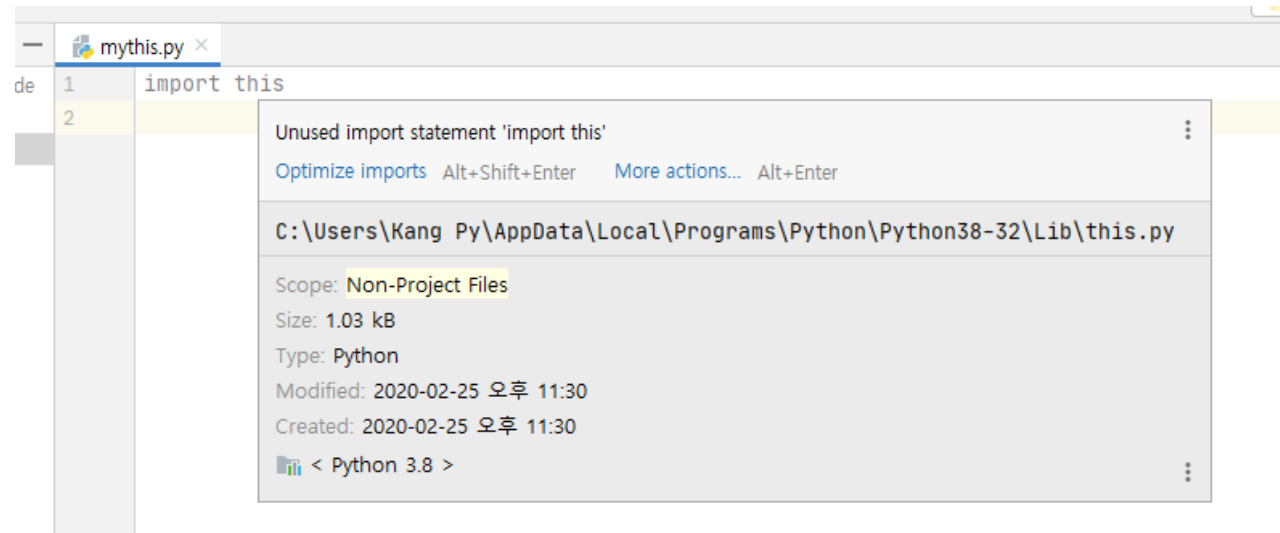 mythis.py
de
1 import this
2
Unused import statement 'import this'
Optimize imports Alt+Shift+Enter More actions... Alt+Enter
C:\Users\Kang Py\AppData\Local\Programs\Python\Python38-32\Lib\this.py
Scope: Non-Project Files
Size: 1.03 kB
Type: Python
Modified: 2020-02-25 오후 11:30
Created: 2020-02-25 오후 11:30
< Python 3.8 >